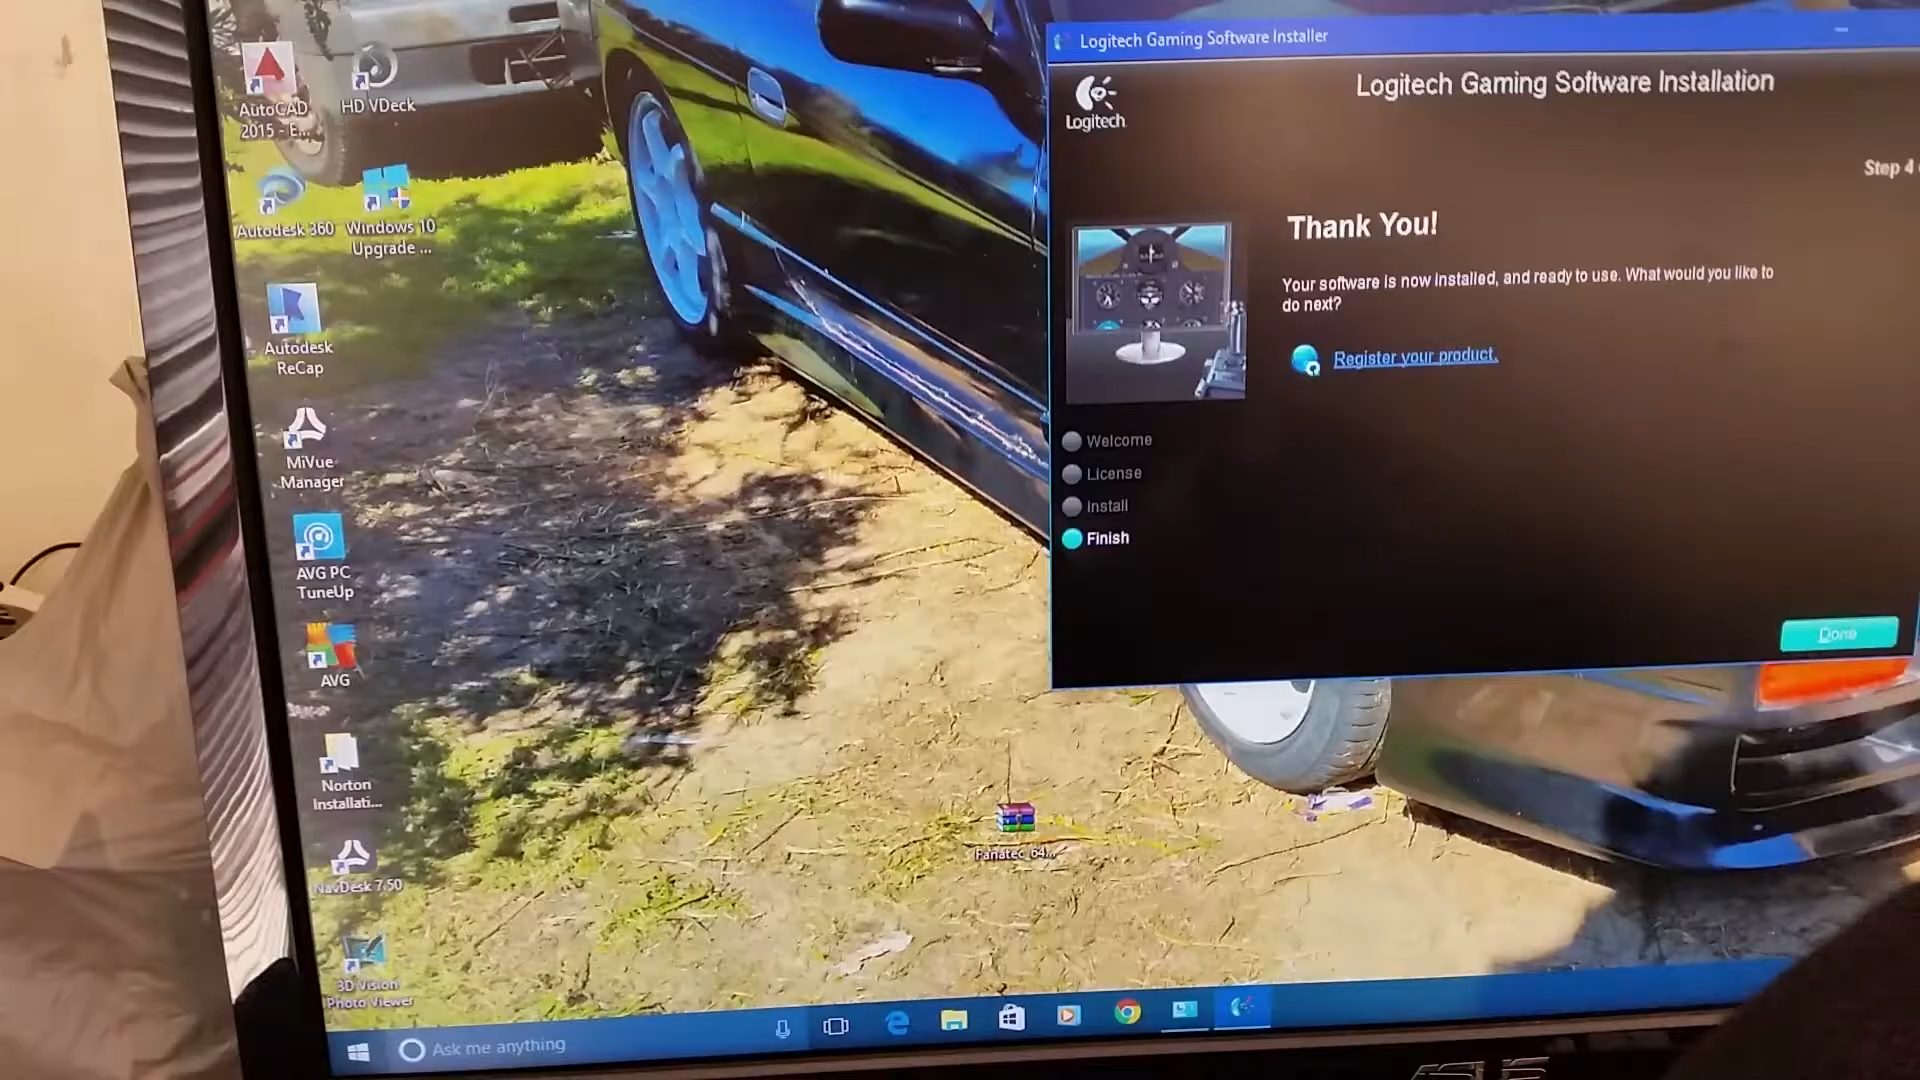 AutoCAD
2015 - E...
HD VDeck
Autodesk 360
Windows 10
Upgrade ...
Autodesk
ReCap
MiVue
Manager
AVG PC
TuneUp
AVG
Norton
Installati...
NavDesk 7.50
3D Vision
Photo Viewer
Fanatec_64...
Logitech Gaming Software Installer
Logitech
Logitech Gaming Software Installation
Step 4
Thank You!
Your software is now installed, and ready to use. What would you like to
do next?
Register your product.
Welcome
License
Install
Finish
Done
Ask me anything
ASUS